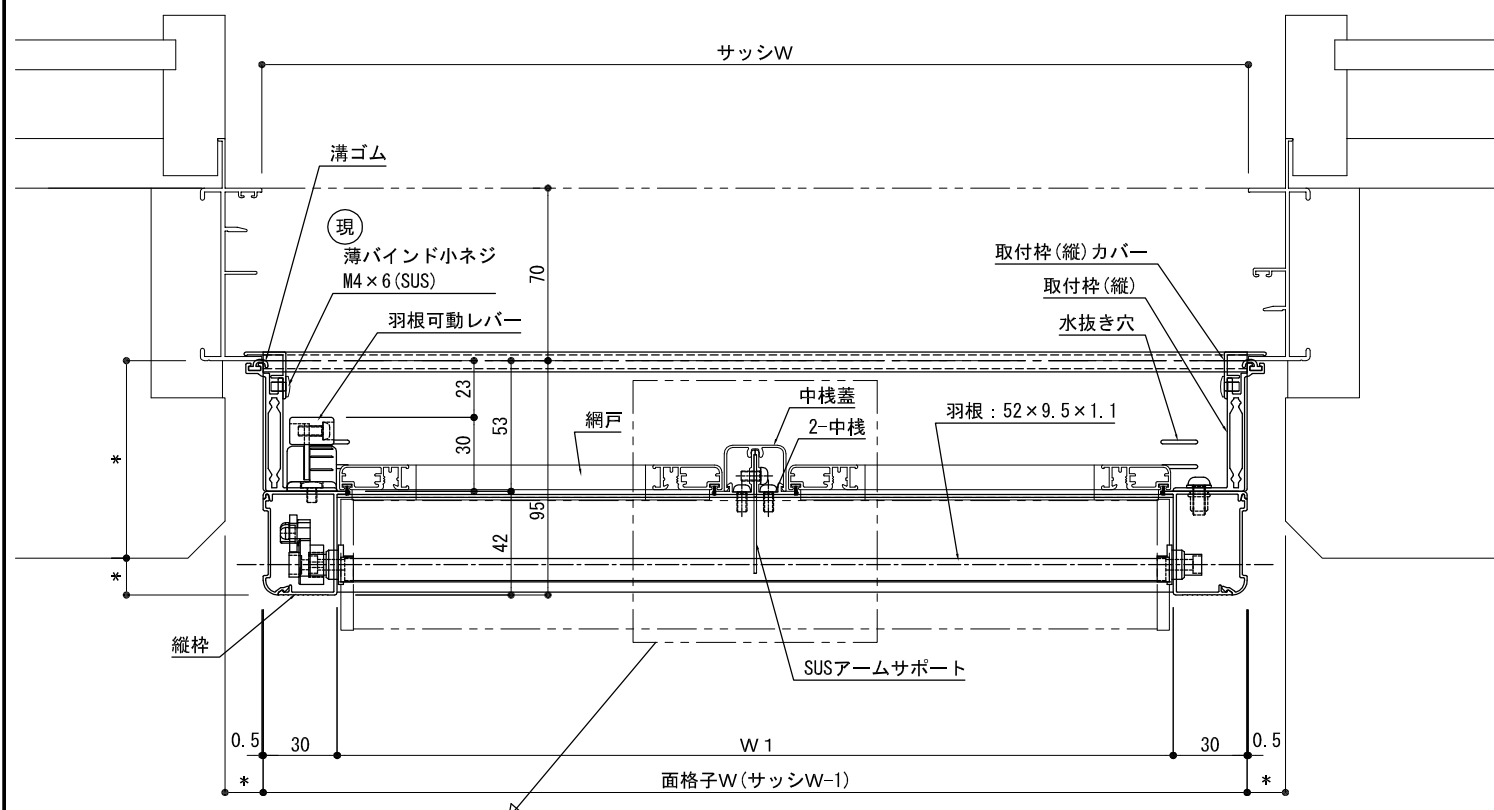 サッシW
溝ゴム
現
薄バインド小ネジ
M4×6(SUS)
羽根可動レバー
70
取付枠(縦)カバー
取付枠(縦)
水抜き穴
23
30
53
網戸
中桟蓋
2-中桟
羽根:52×9.5×1.1
95
42
*
*
縦枠
SUSアームサポート
0.5
30
W1
30
0.5
*
面格子W(サッシW-1)
*